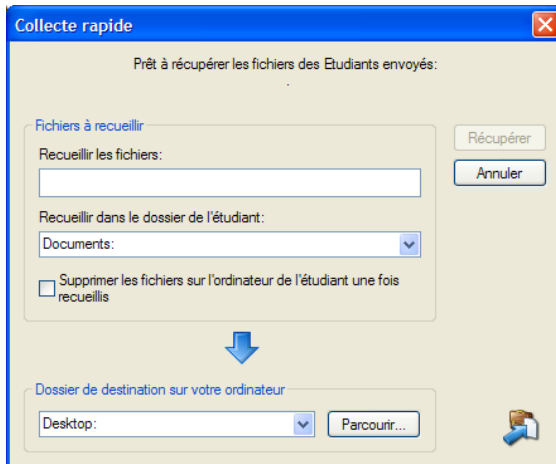 Collecte rapide
Prêt à récupérer les fichiers des Etudiants envoyés:
.
Fichiers à recueillir
Recueillir les fichiers:
Récupérer
Annuler
Recueillir dans le dossier de l'étudiant:
Documents:
Supprimer les fichiers sur l'ordinateur de l'étudiant une fois
recueillis
Dossier de destination sur votre ordinateur
Desktop:
Parcourir...